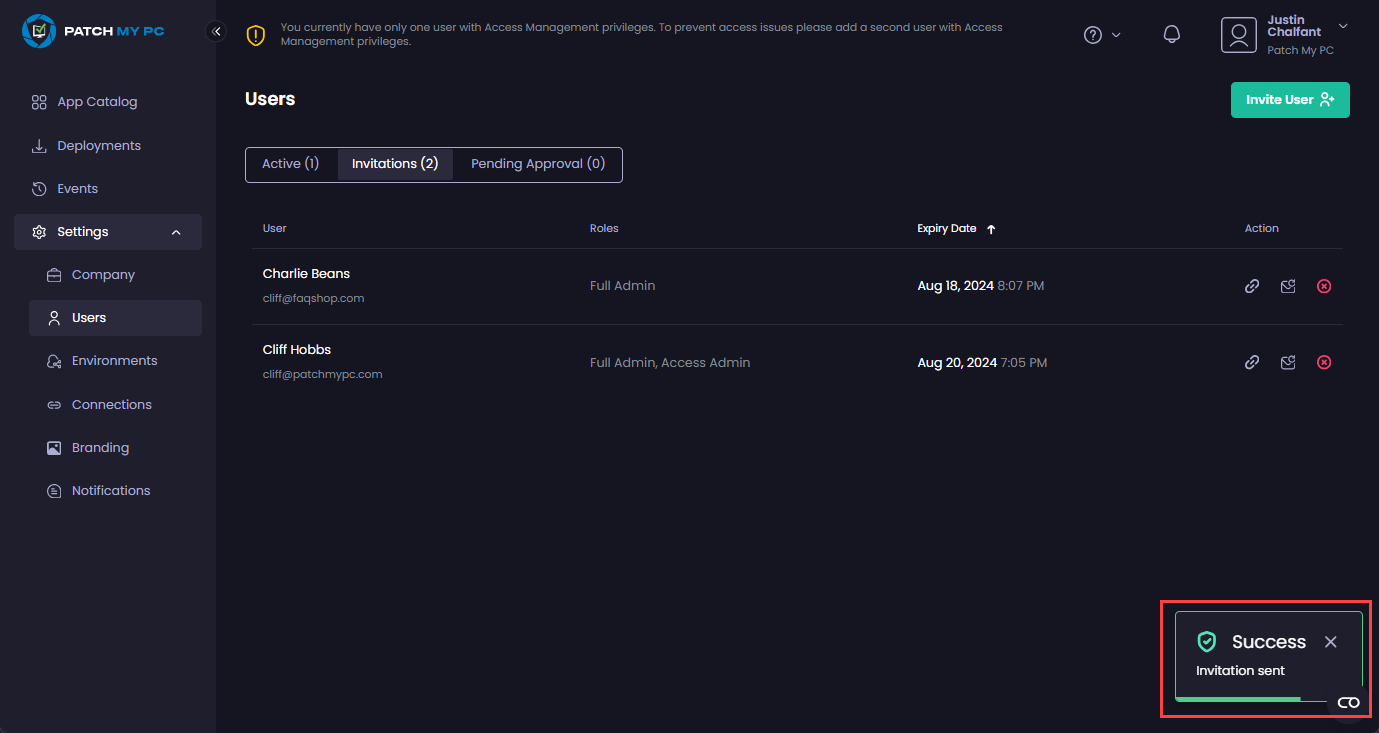 PATCH MY PC
You currently have only one user with Access Management privileges. To prevent access issues please add a second user with Access
Management privileges.
Justin
Chalfant
Patch My PC
App Catalog
Deployments
Events
Settings
Company
Users
Environments
Connections
Branding
Notifications
Users
Invite User
Active (1) Invitations (2) Pending Approval (0)
User Roles Expiry Date Action
Charlie Beans
cliff@faqshop.com
Full Admin
Aug 18, 2024 8:07 PM
Cliff Hobbs
cliff@patchmypc.com
Full Admin, Access Admin
Aug 20, 2024 7:05 PM
Success
Invitation sent